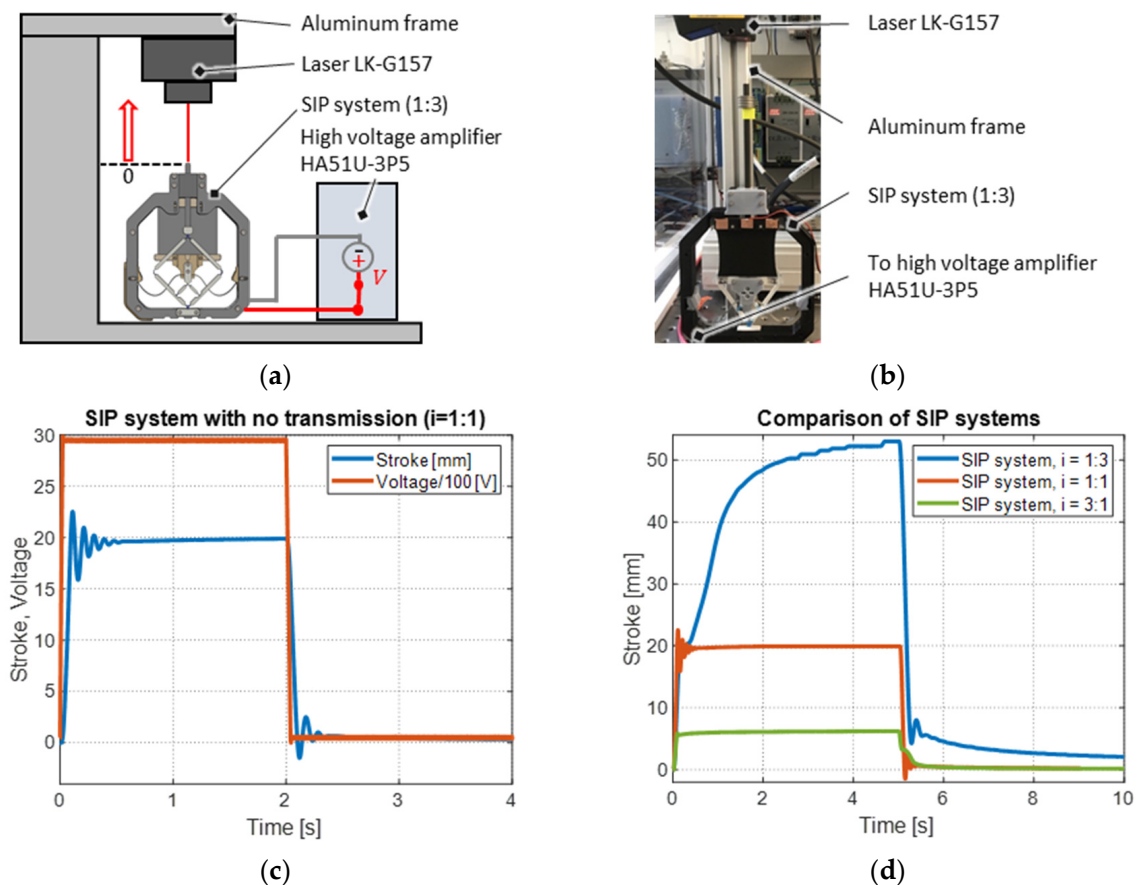 Aluminum frame
Laser LK-G157
SIP system (1:3)
High voltage amplifier
HA51U-3P5
0
-
+
V
(a)
Laser LK-G157
Aluminum frame
SIP system (1:3)
To high voltage amplifier
HA51U-3P5
(b)
SIP system with no transmission (i=1:1)
Stroke [mm]
Voltage/100 [V]
30
25
20
15
10
5
0
Stroke, Voltage
0 1 2 3 4
Time [s]
(c)
Comparison of SIP systems
SIP system, i = 1:3
SIP system, i = 1:1
SIP system, i = 3:1
50
40
30
20
10
0
Stroke [mm]
0 2 4 6 8 10
Time [s]
(d)